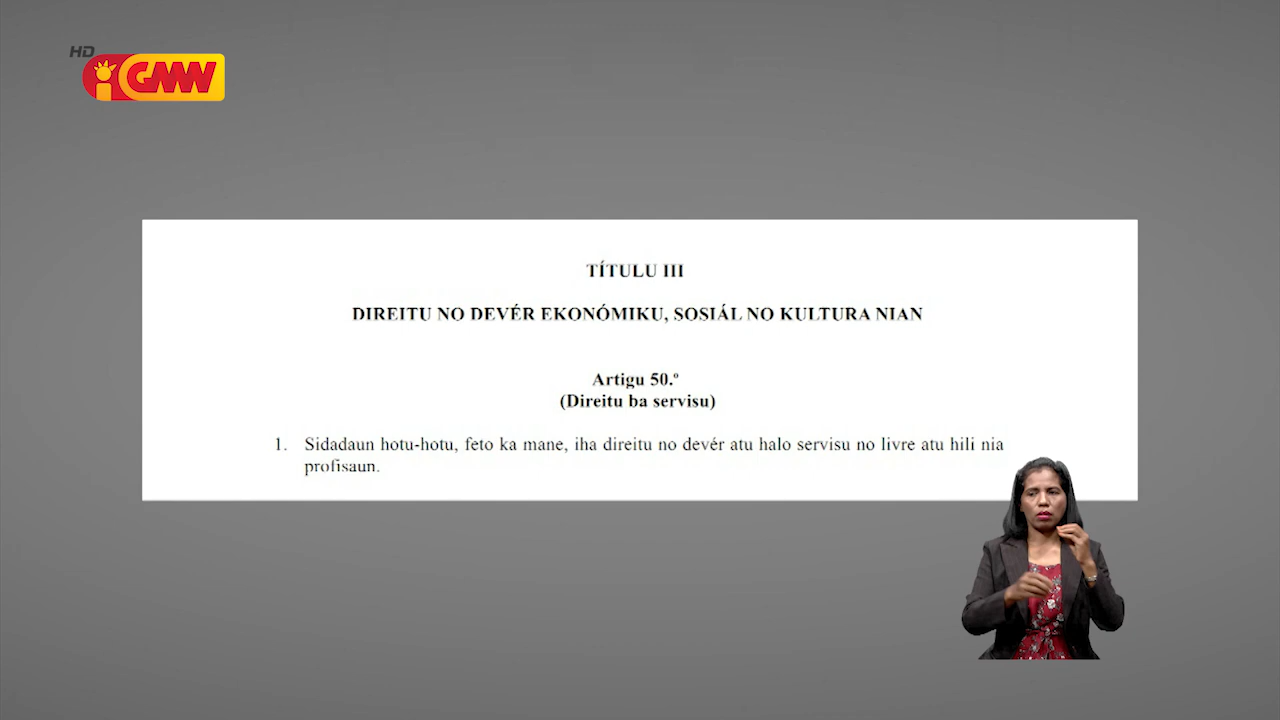 HD
GMN
TÍTULU III
DIREITU NO DEVÉR EKONÓMIKU, SOSIÁL NO KULTURA NIAN
Artigu 50.º
(Direitu ba servisu)
1. Sidadaun hotu-hotu, feto ka mane, iha direitu no devér atu halo servisu no livre atu hili nia
profisaun.